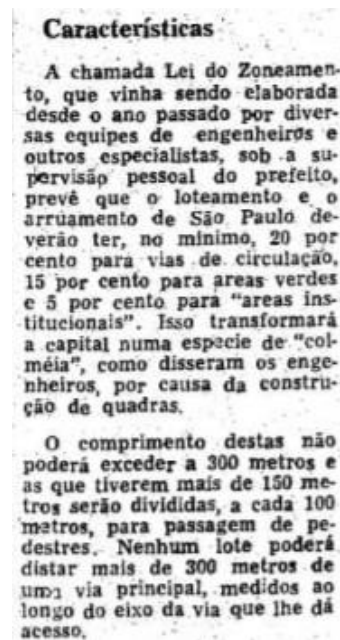 Características
A chamada Lei do Zoneamen-
to, que vinha sendo elaborada
desde o ano passado por diver-
sas equipes de engenheiros e
outros especialistas, sob a su-
pervisão pessoal do prefeito,
prevê que o loteamento e o
arruamento de São Paulo de-
verão ter, no mínimo, 20 por
cento para vias de circulação,
15 por cento para areas verdes
e 5 por cento para "areas ins-
titucionais". Isso transformará
a capital numa especie de "col-
méia", como disseram os enge-
nheiros, por causa da constru-
ção de quadras.
O comprimento destas não
poderá exceder a 300 metros e
as que tiverem mais de 150 me-
tros serão divididas, a cada 100
metros, para passagem de pe-
destres. Nenhum lote poderá
distar mais de 300 metros de
uma via principal, medidos ao
longo do eixo da via que lhe dá
acesso.